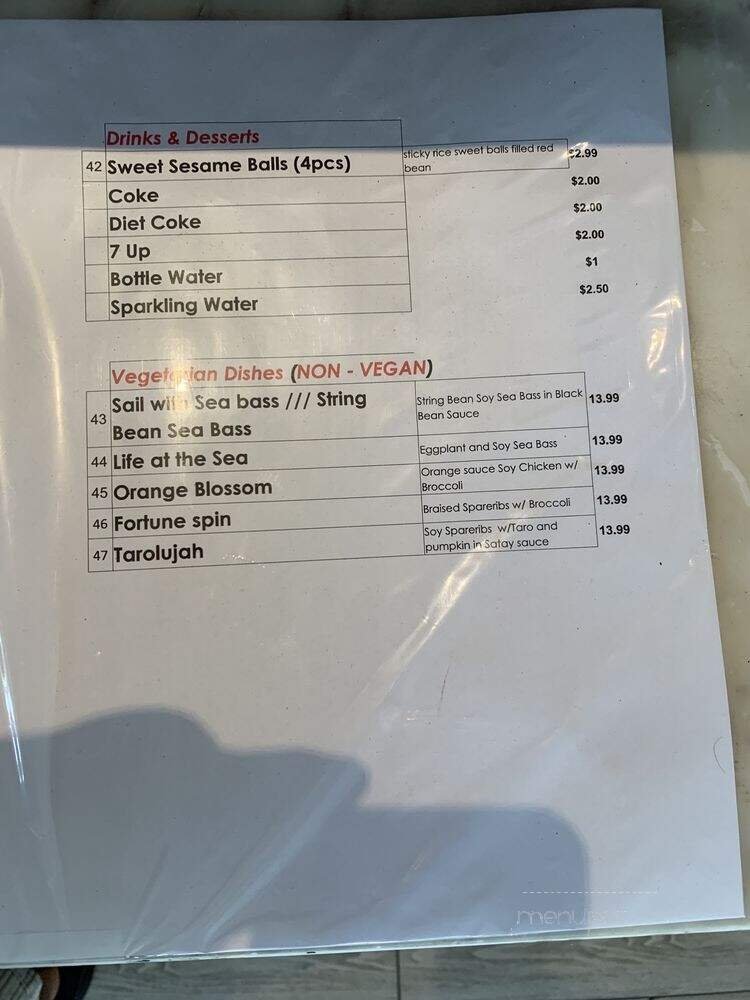 Drinks & Desserts
42 Sweet Sesame Balls (4pcs) sticky rice sweet balls filled red bean $2.99
Coke $2.00
Diet Coke $2.00
7 Up $2.00
Bottle Water $1
Sparkling Water $2.50
Vegetarian Dishes (NON - VEGAN)
43 Sail with Sea bass /// String
Bean Sea Bass
String Bean Soy Sea Bass in Black 13.99
Bean Sauce
44 Life at the Sea Eggplant and Soy Sea Bass 13.99
45 Orange Blossom Orange sauce Soy Chicken w/
Broccoli 13.99
46 Fortune spin Braised Spareribs w/ Broccoli 13.99
47 Tarolujah Soy Spareribs w/Taro and
pumpkin in Satay sauce 13.99